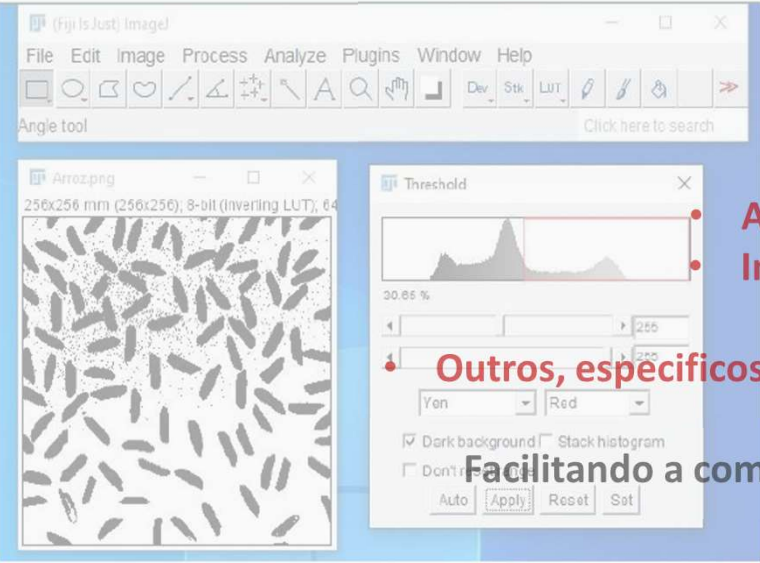 (Fiji Is Just) ImageJ
File Edit Image Process Analyze Plugins Window Help
Dev Stk LUT
Angle tool
Click here to search
Arroz.png
256x256 mm (256x256); 8-bit (inverting LUT); 64
Threshold
30.65 %
255
255
Yen Red
Dark background Stack histogram
Auto Apply Reset Set
• A
• In
• Outros, especificos
Facilitando a com